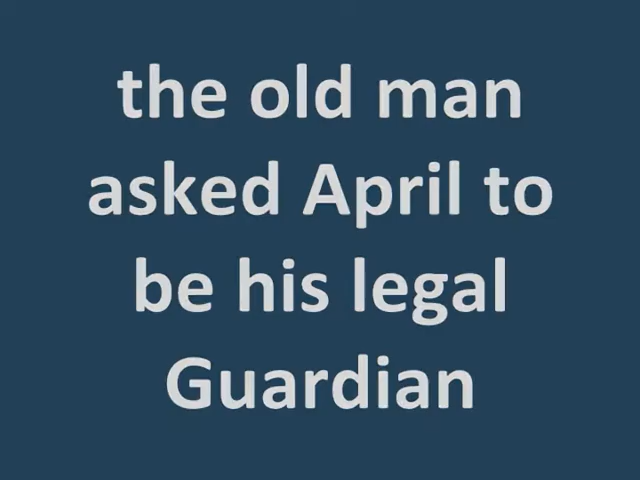 the old man
asked April to
be his legal
Guardian